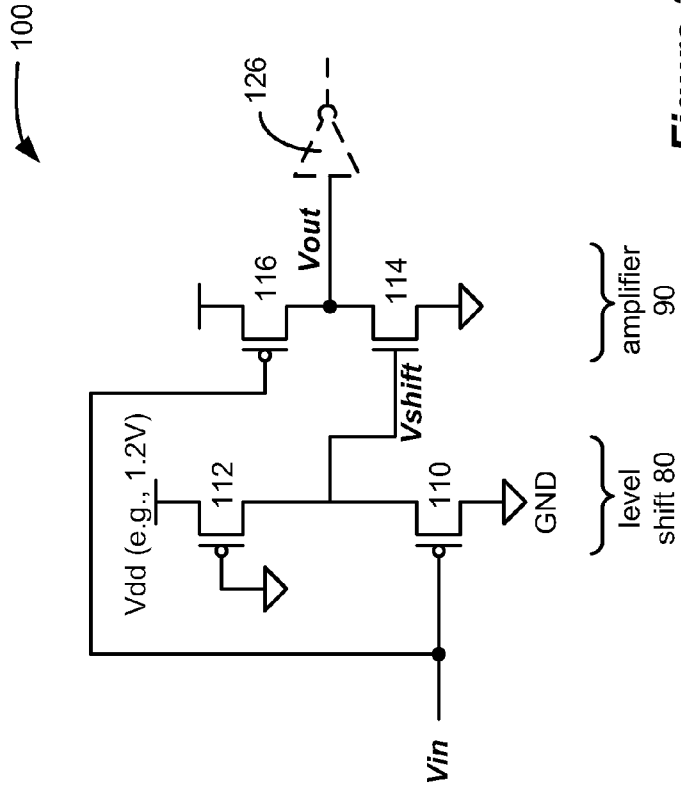 100
126
Vout
116
114
amplifier
90
Vdd (e.g., 1.2V)
112
Vshift
110
GND
level
shift 80
Vin